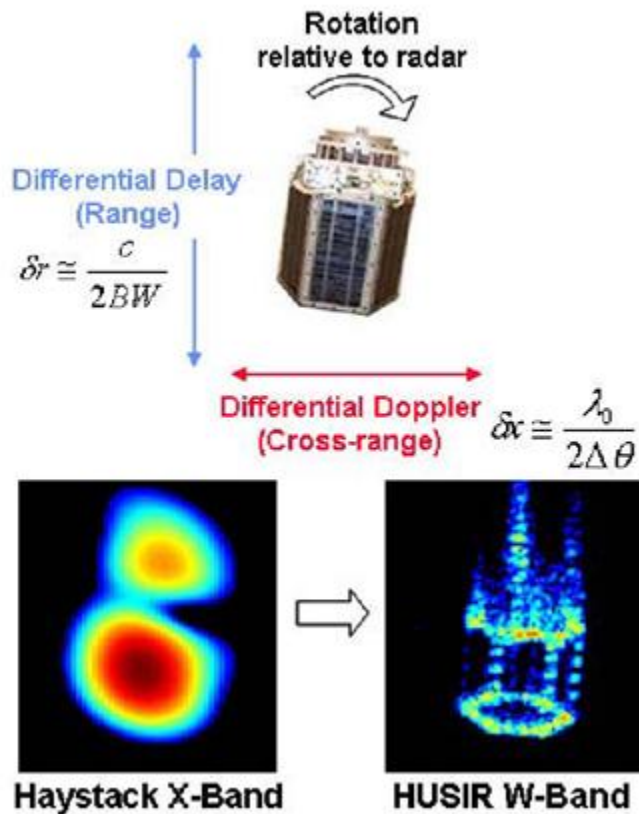 Rotation
relative to radar
Differential Delay
(Range)
δr ≅ c / 2BW
Differential Doppler
(Cross-range)
δx ≅ λ₀ / 2Δθ
Haystack X-Band
HUSIR W-Band